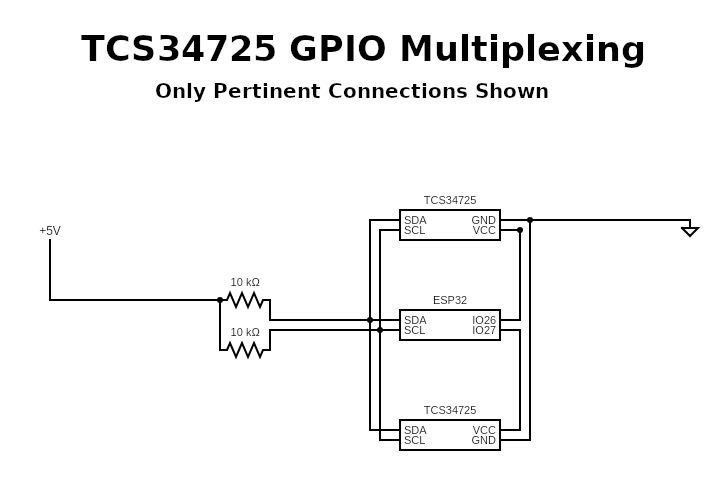 TCS34725 GPIO Multiplexing
Only Pertinent Connections Shown
TCS34725
SDA GND
SCL VCC
+5V
10 kΩ
ESP32
10 kΩ
SDA IO26
SCL IO27
TCS34725
SDA VCC
SCL GND